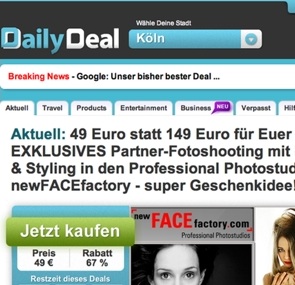 Wähle Deine Stadt
DailyDeal
Köln
Breaking News - Google: Unser bisher bester Deal ...
Aktuell Travel Products Entertainment Business NEU Verpasst
Aktuell: 49 Euro statt 149 Euro für Euer
EXKLUSIVES Partner-Fotoshooting mit
& Styling in den Professional Photostud
newFACEfactory - super Geschenkidee!
Jetzt kaufen
Preis Rabatt
49 € 67 %
Restzeit dieses Deals
new FACE factory.com
Professional Photostudios